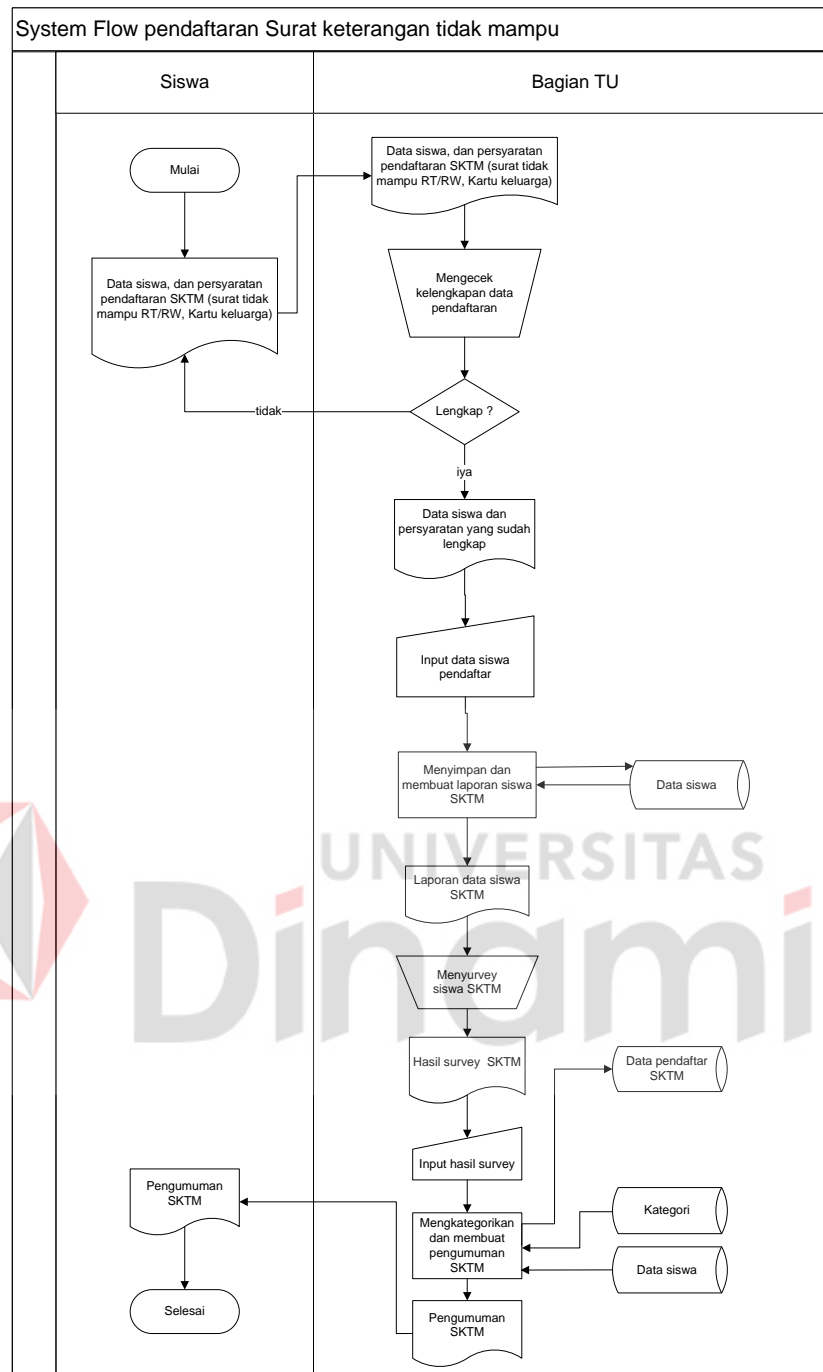 System Flow pendaftaran Surat keterangan tidak mampu
Siswa
Bagian TU
Mulai
Data siswa, dan persyaratan
pendaftaran SKTM (surat tidak
mampu RT/RW, Kartu keluarga)
Data siswa, dan persyaratan
pendaftaran SKTM (surat tidak
mampu RT/RW, Kartu keluarga)
Mengecek
kelengkapan data
pendaftaran
Lengkap ?
tidak
iya
Data siswa dan
persyaratan yang sudah
lengkap
Input data siswa
pendaftar
Menyimpan dan
membuat laporan siswa
SKTM
Data siswa
UNIVERSITAS
Dinami
Laporan data siswa
SKTM
Menyurvey
siswa SKTM
Hasil survey SKTM
Data pendaftar
SKTM
Input hasil survey
Pengumuman
SKTM
Mengkategorikan
dan membuat
pengumuman
SKTM
Kategori
Data siswa
Selesai
Pengumuman
SKTM